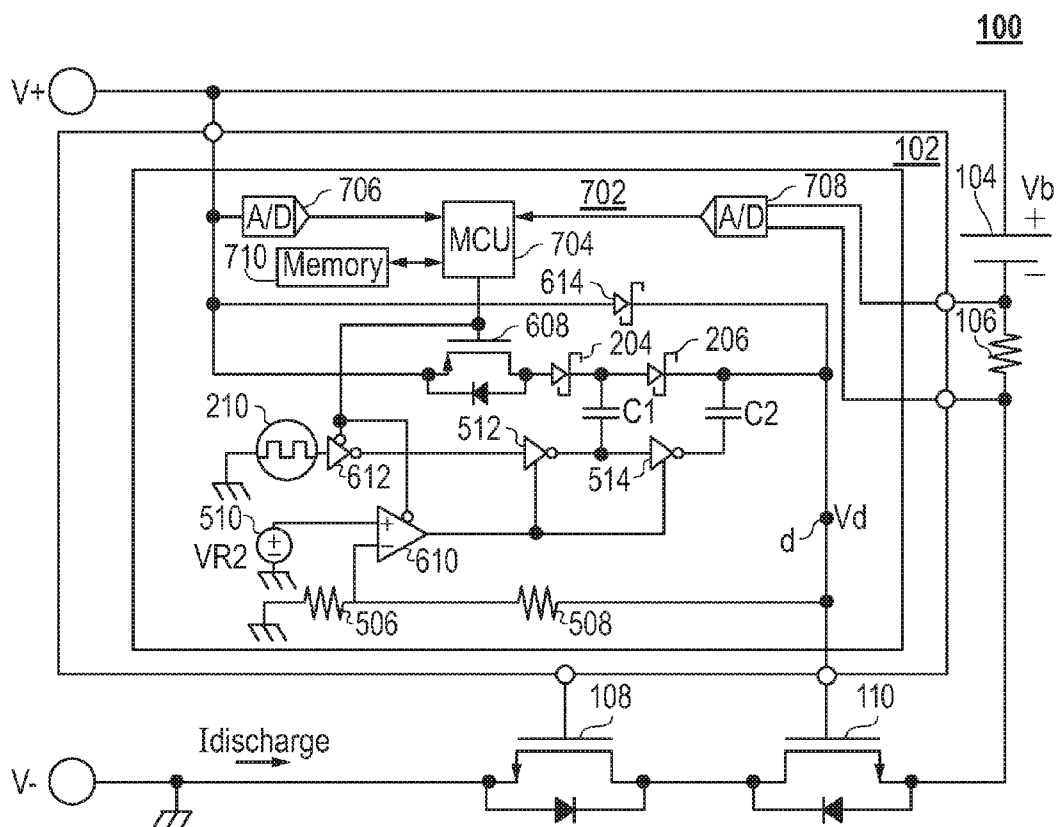 100
V+
102
706
702
708
104
Vb
+
A/D
MCU
A/D
–
710
Memory
704
614
106
608
204
206
210
512
C1
C2
612
514
510
+
d
Vd
VR2
–
610
506
508
108
110
Idischarge
V-